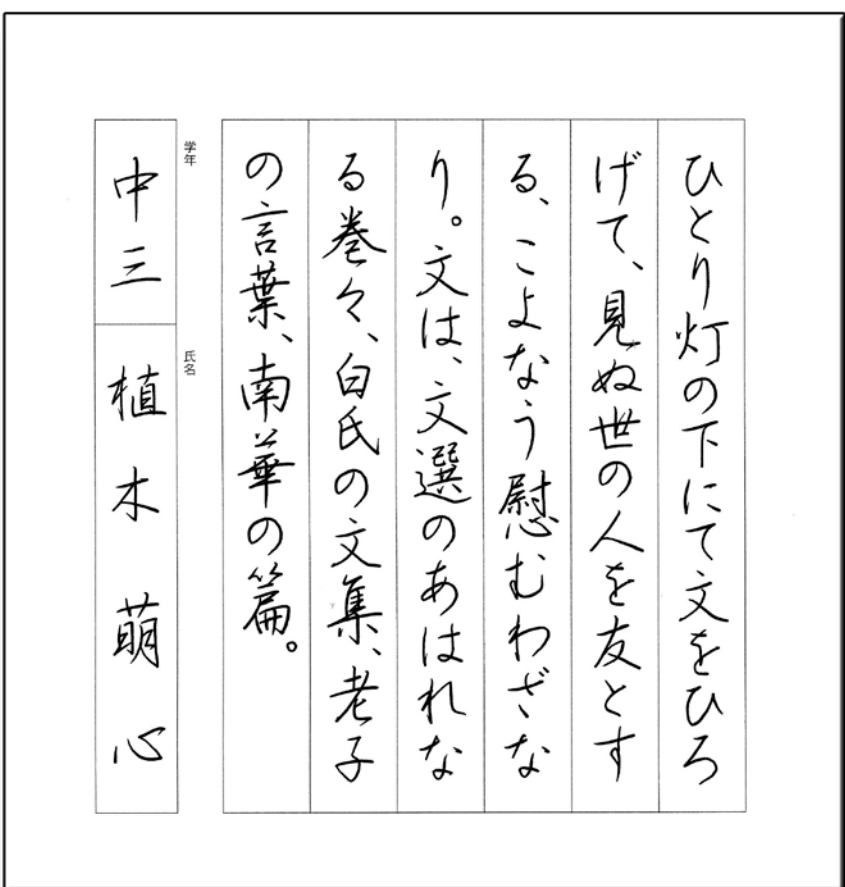 ひとり灯の下にて文をひろ
げて、見ぬ世の人を友とす
る、こよなう慰むわざな
り。文は、文選のあはれな
る巻々、白氏の文集、老子
の言葉、南華の篇。
学年
中三
氏名
植木萌心